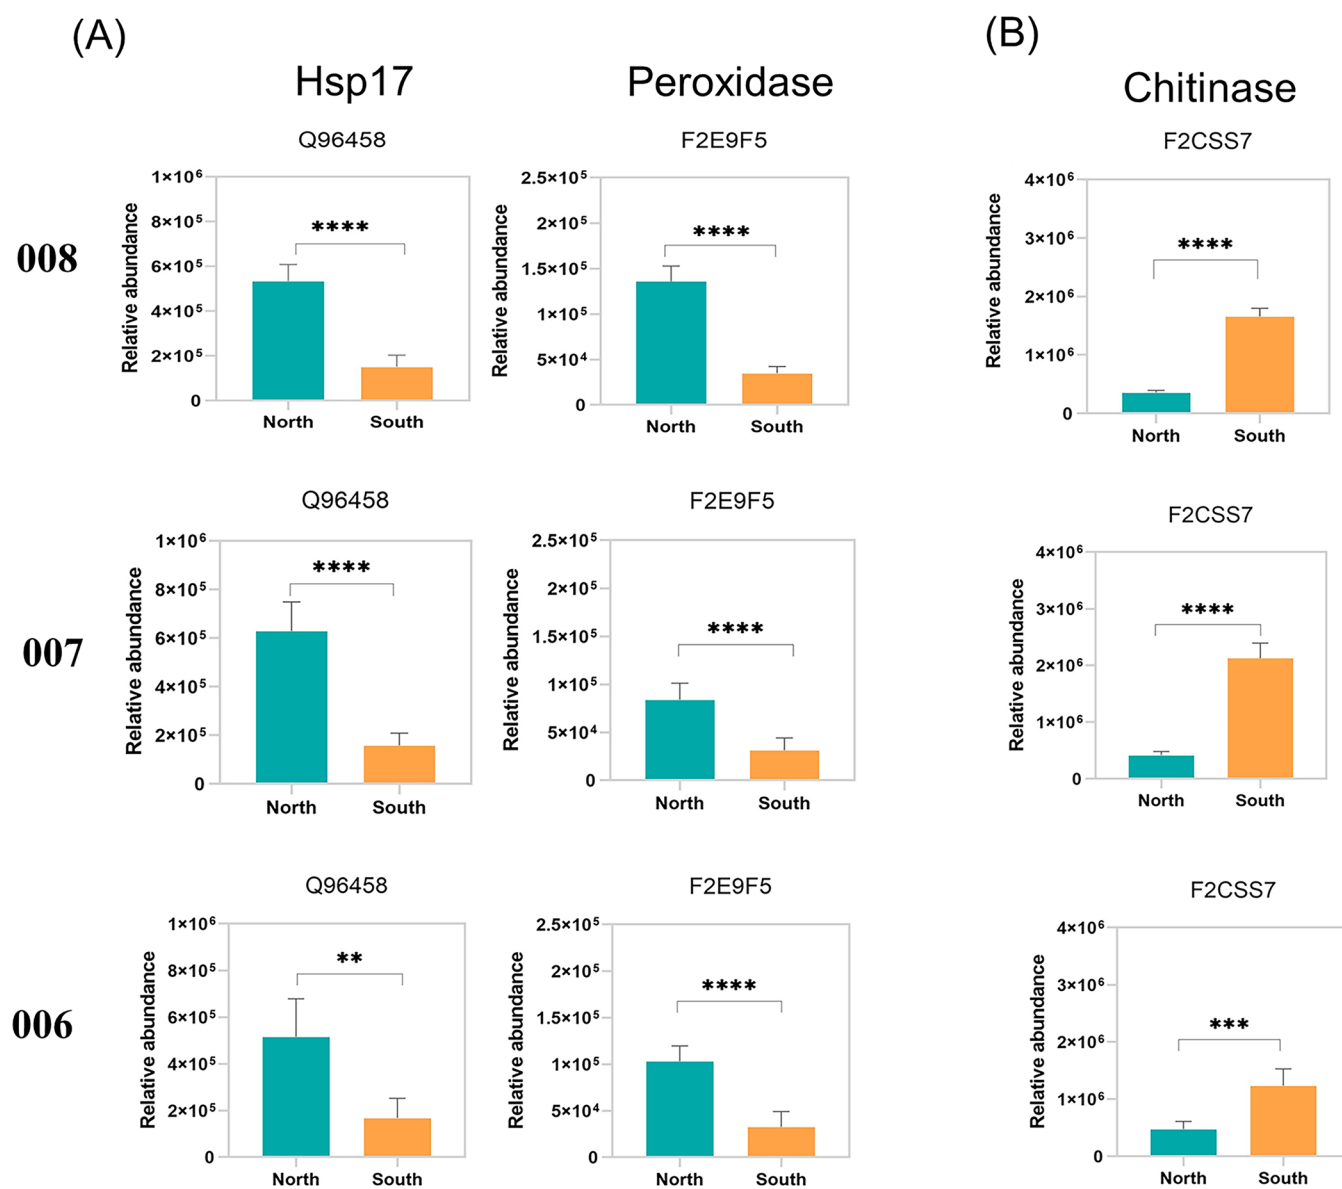 (A)
(B)
Hsp17
Peroxidase
Chitinase
008
Q96458
Relative abundance
1×10⁶
8×10⁵
6×10⁵
4×10⁵
2×10⁵
0
****
North South
F2E9F5
Relative abundance
2.5×10⁵
2×10⁵
1.5×10⁵
1×10⁵
5×10⁴
0
****
North South
F2CSS7
Relative abundance
4×10⁶
3×10⁶
2×10⁶
1×10⁶
0
****
North South
007
Q96458
Relative abundance
1×10⁶
8×10⁵
6×10⁵
4×10⁵
2×10⁵
0
****
North South
F2E9F5
Relative abundance
2.5×10⁵
2×10⁵
1.5×10⁵
1×10⁵
5×10⁴
0
****
North South
F2CSS7
Relative abundance
4×10⁶
3×10⁶
2×10⁶
1×10⁶
0
****
North South
006
Q96458
Relative abundance
1×10⁶
8×10⁵
6×10⁵
4×10⁵
2×10⁵
0
**
North South
F2E9F5
Relative abundance
2.5×10⁵
2×10⁵
1.5×10⁵
1×10⁵
5×10⁴
0
****
North South
F2CSS7
Relative abundance
4×10⁶
3×10⁶
2×10⁶
1×10⁶
0
***
North South